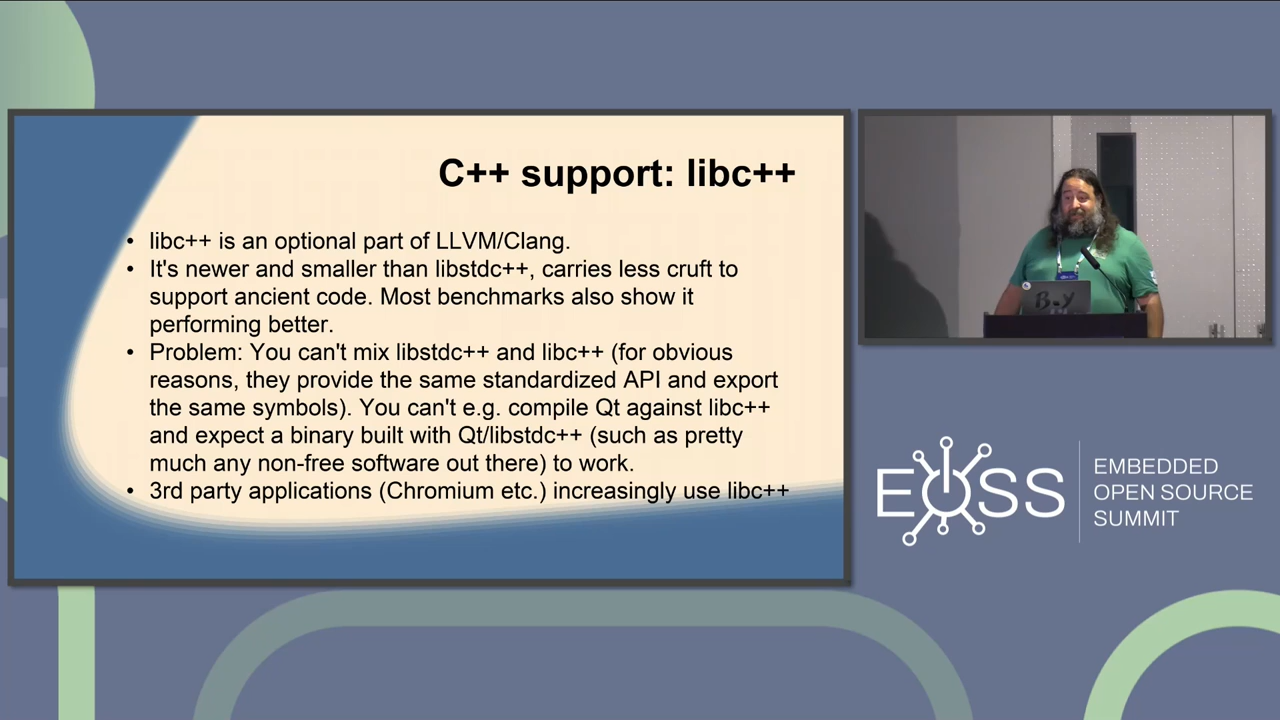 C++ support: libc++
• libc++ is an optional part of LLVM/Clang.
• It's newer and smaller than libstdc++, carries less cruft to
support ancient code. Most benchmarks also show it
performing better.
• Problem: You can't mix libstdc++ and libc++ (for obvious
reasons, they provide the same standardized API and export
the same symbols). You can't e.g. compile Qt against libc++
and expect a binary built with Qt/libstdc++ (such as pretty
much any non-free software out there) to work.
• 3rd party applications (Chromium etc.) increasingly use libc++
EOSS
EMBEDDED
OPEN SOURCE
SUMMIT